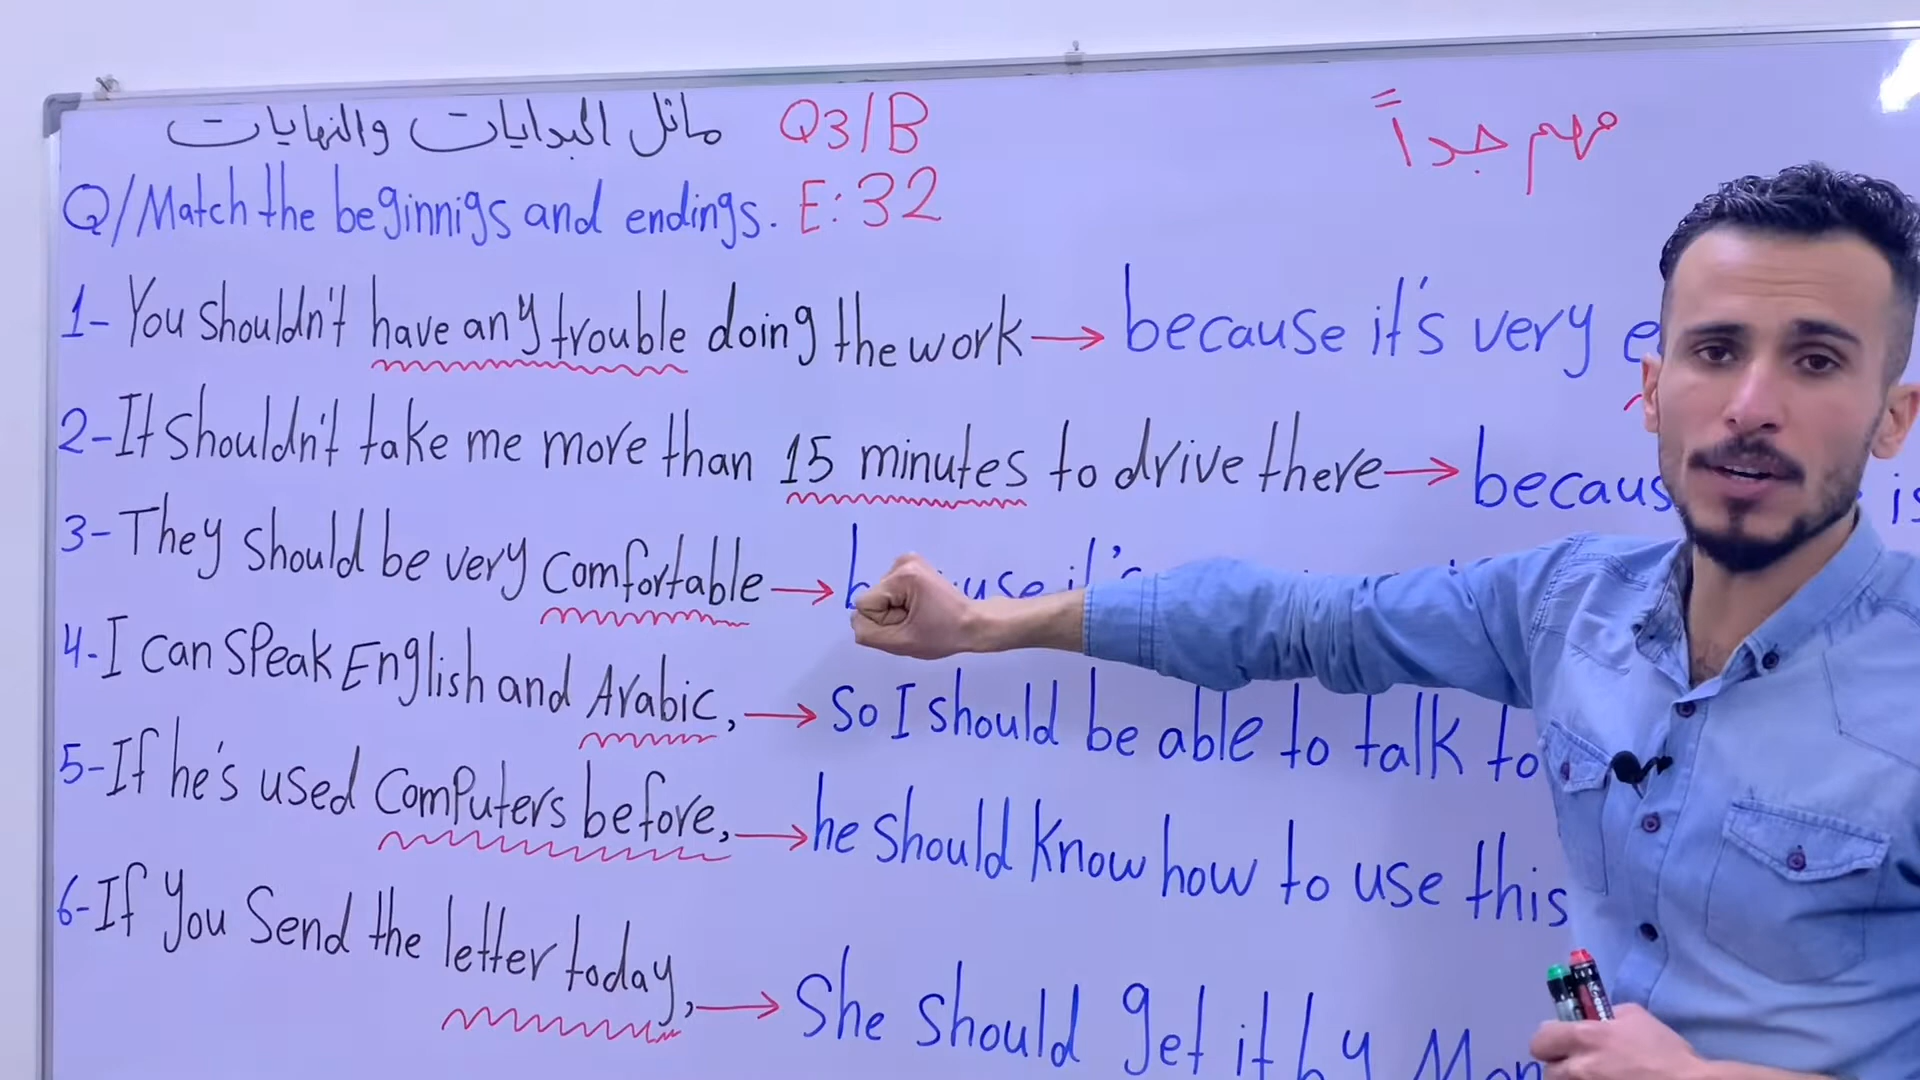 ماثل البدايات والنهايات Q3/B
مهم جداً
Q/Match the beginnigs and endings. E:32
1- You shouldn't have any trouble doing the work → because it's very
2- It shouldn't take me more than 15 minutes to drive there →
3- They should be very comfortable →
4- I can speak English and Arabic, → so I should be able to talk to
5- If he's used computers before, → he should know how to use this
6- If you send the letter today, → She should get it by